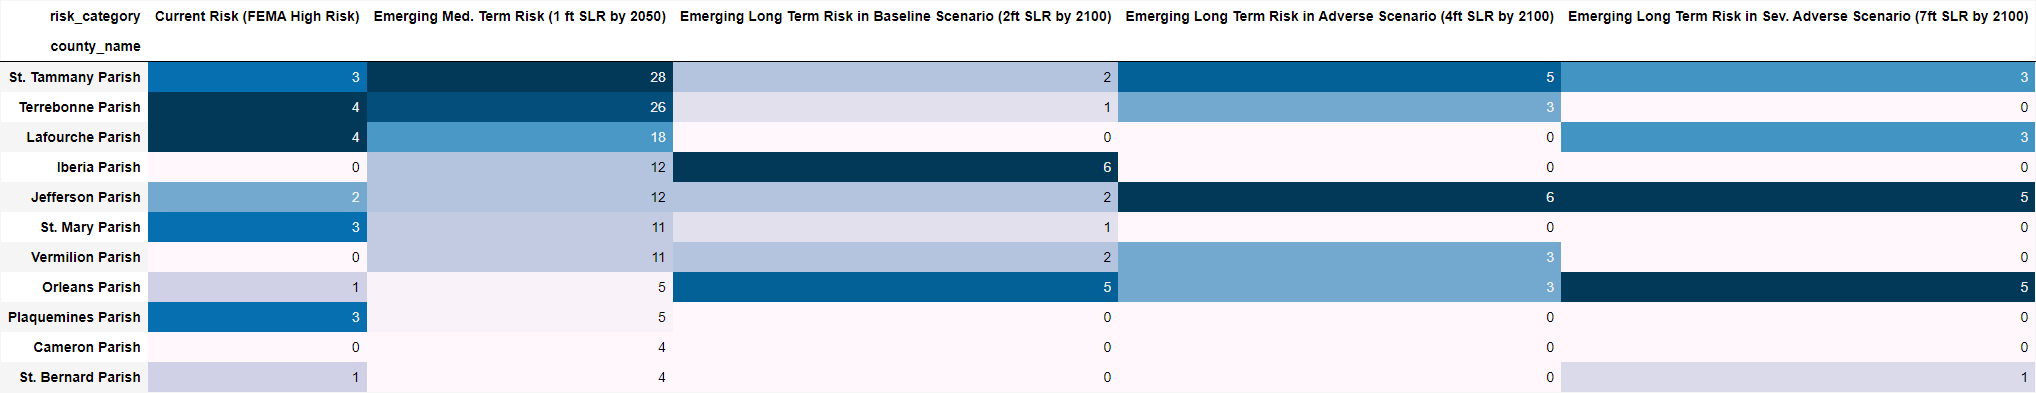 risk_category Current Risk (FEMA High Risk) Emerging Med. Term Risk (1 ft SLR by 2050) Emerging Long Term Risk in Baseline Scenario (2ft SLR by 2100) Emerging Long Term Risk in Adverse Scenario (4ft SLR by 2100) Emerging Long Term Risk in Sev. Adverse Scenario (7ft SLR by 2100)
county_name
St. Tammany Parish 3 28 2 5 3
Terrebonne Parish 4 26 1 3 0
Lafourche Parish 4 18 0 0 3
Iberia Parish 0 12 6 0 0
Jefferson Parish 2 12 2 6 5
St. Mary Parish 3 11 1 0 0
Vermilion Parish 0 11 2 3 0
Orleans Parish 1 5 5 3 5
Plaquemines Parish 3 5 0 0 0
Cameron Parish 0 4 0 0 0
St. Bernard Parish 1 4 0 0 1